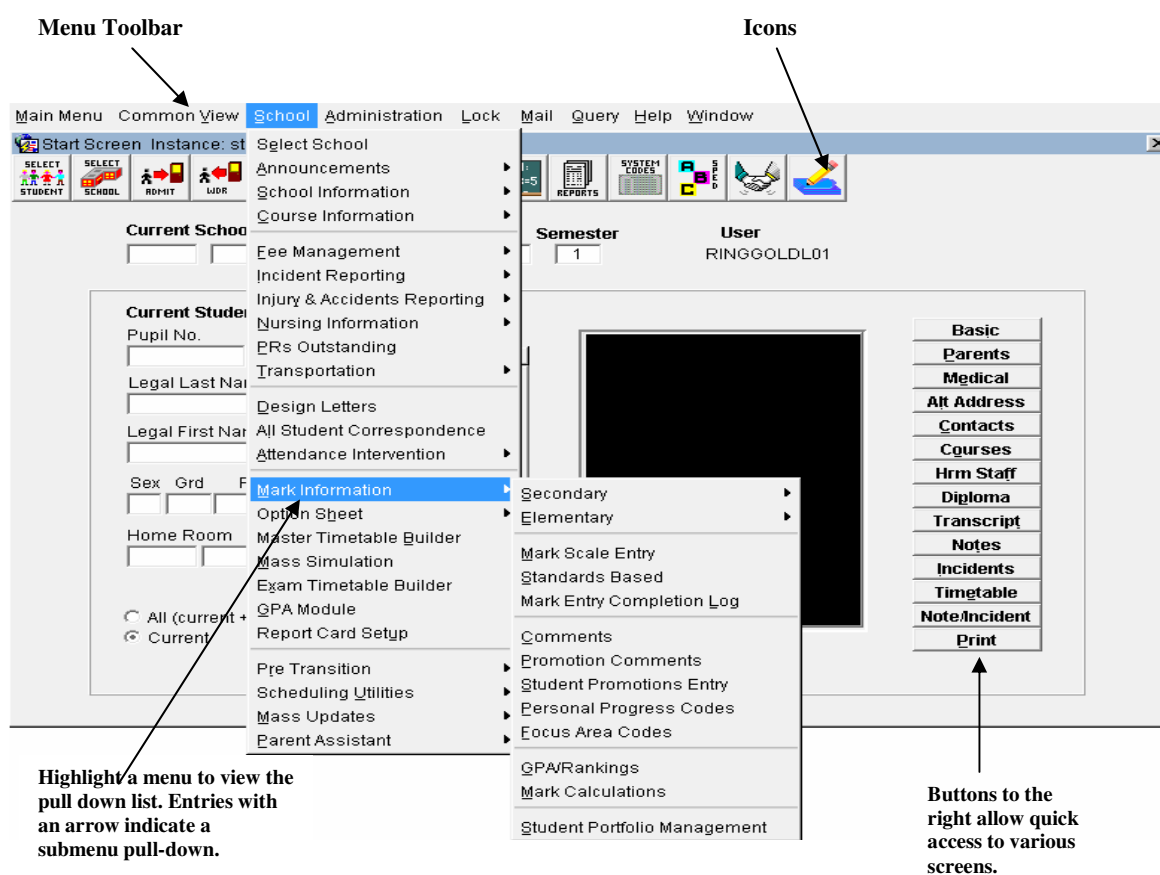 Menu Toolbar
Icons
Main Menu Common View School Administration Lock Mail Query Help Window
Start Screen Instance: st
SELECT STUDENT
SELECT SCHOOL
ADMIT
WDR
REPORTS
SYSTEM CODES
A B C SPED
Select School
Announcements
School Information
Course Information
Fee Management
Incident Reporting
Injury & Accidents Reporting
Nursing Information
PRs Outstanding
Transportation
Design Letters
All Student Correspondence
Attendance Intervention
Mark Information
Option Sheet
Master Timetable Builder
Mass Simulation
Exam Timetable Builder
GPA Module
Report Card Setup
Pre Transition
Scheduling Utilities
Mass Updates
Parent Assistant
Current Schoo
Semester
1
User
RINGGOLDL01
Current Studen
Pupil No.
Legal Last Nar
Legal First Nar
Sex Grd F
Home Room
All (current +
Current
Secondary
Elementary
Mark Scale Entry
Standards Based
Mark Entry Completion Log
Comments
Promotion Comments
Student Promotions Entry
Personal Progress Codes
Focus Area Codes
GPA/Rankings
Mark Calculations
Student Portfolio Management
Basic
Parents
Medical
Alt Address
Contacts
Courses
Hrm Staff
Diploma
Transcript
Notes
Incidents
Timetable
Note/Incident
Print
Highlight a menu to view the
pull down list. Entries with
an arrow indicate a
submenu pull-down.
Buttons to the
right allow quick
access to various
screens.